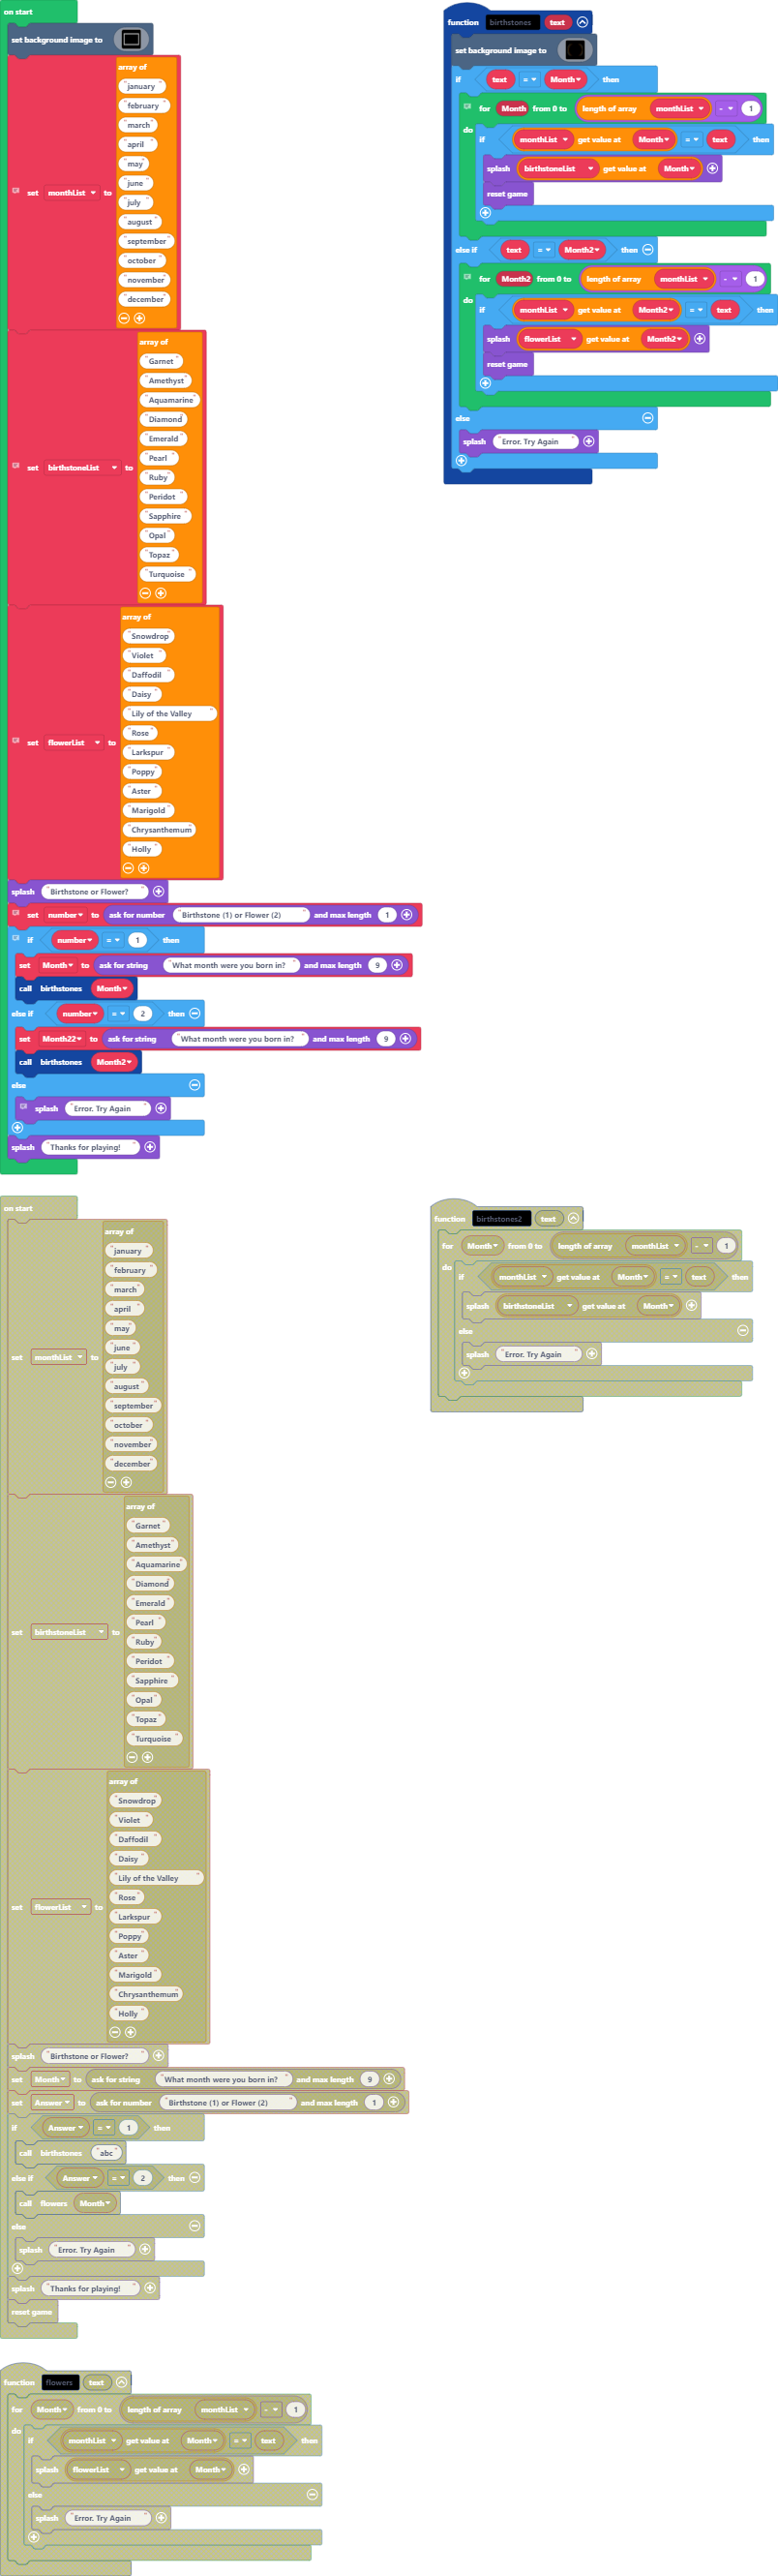 on start
set background image to
set monthList to
array of
"january"
"february"
"march"
"april"
"may"
"june"
"july"
"august"
"september"
"october"
"november"
"december"
set birthstoneList to
array of
"Garnet"
"Amethyst"
"Aquamarine"
"Diamond"
"Emerald"
"Pearl"
"Ruby"
"Peridot"
"Sapphire"
"Opal"
"Topaz"
"Turquoise"
set flowerList to
array of
"Snowdrop"
"Violet"
"Daffodil"
"Daisy"
"Lily of the Valley"
"Rose"
"Larkspur"
"Poppy"
"Aster"
"Marigold"
"Chrysanthemum"
"Holly"
splash "Birthstone or Flower?"
set number to ask for number "Birthstone (1) or Flower (2)" and max length 1
if number = 1 then
set Month to ask for string "What month were you born in?" and max length 9
call birthstones Month
else if number = 2 then
set Month22 to ask for string "What month were you born in?" and max length 9
call birthstones Month2
else
splash "Error. Try Again"
splash "Thanks for playing!"
function birthstones text
set background image to
if text = Month then
for Month from 0 to length of array monthList - 1
do if monthList get value at Month = text then
splash birthstoneList get value at Month
reset game
else if text = Month2 then
for Month2 from 0 to length of array monthList - 1
do if monthList get value at Month2 = text then
splash flowerList get value at Month2
reset game
else
splash "Error. Try Again"
on start
set monthList to
array of
"january"
"february"
"march"
"april"
"may"
"june"
"july"
"august"
"september"
"october"
"november"
"december"
set birthstoneList to
array of
"Garnet"
"Amethyst"
"Aquamarine"
"Diamond"
"Emerald"
"Pearl"
"Ruby"
"Peridot"
"Sapphire"
"Opal"
"Topaz"
"Turquoise"
set flowerList to
array of
"Snowdrop"
"Violet"
"Daffodil"
"Daisy"
"Lily of the Valley"
"Rose"
"Larkspur"
"Poppy"
"Aster"
"Marigold"
"Chrysanthemum"
"Holly"
splash "Birthstone or Flower?"
set Month to ask for string "What month were you born in?" and max length 9
set Answer to ask for number "Birthstone (1) or Flower (2)" and max length 1
if Answer = 1 then
call birthstones "abc"
else if Answer = 2 then
call flowers Month
else
splash "Error. Try Again"
splash "Thanks for playing!"
reset game
function birthstones2 text
for Month from 0 to length of array monthList - 1
do if monthList get value at Month = text then
splash birthstoneList get value at Month
else
splash "Error. Try Again"
function flowers text
for Month from 0 to length of array monthList - 1
do if monthList get value at Month = text then
splash flowerList get value at Month
else
splash "Error. Try Again"